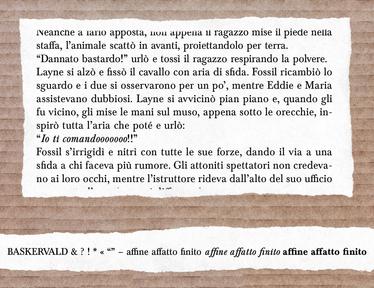 Neanche a farlo apposta, non appena il ragazzo mise il piede nella
staffa, l'animale scattò in avanti, proiettandolo per terra.
“Dannato bastardo!” urlò e tossì il ragazzo respirando la polvere.
Layne si alzò e fissò il cavallo con aria di sfida. Fossil ricambiò lo
sguardo e i due si osservarono per un po', mentre Eddie e Maria
assistevano dubbiosi. Layne si avvicinò pian piano e, quando gli
fu vicino, gli mise le mani sul muso, appena sotto le orecchie, in-
spirò tutta l'aria che poté e urlò:
“Io ti comandooooooo!!”
Fossil s'irrigidì e nitrì con tutte le sue forze, dando il via a una
sfida a chi faceva più rumore. Gli attoniti spettatori non credeva-
no ai loro occhi, mentre l'istruttore rideva dall'alto del suo ufficio
BASKERVALD & ? ! * « “” – affine affatto finito affine affatto finito affine affatto finito